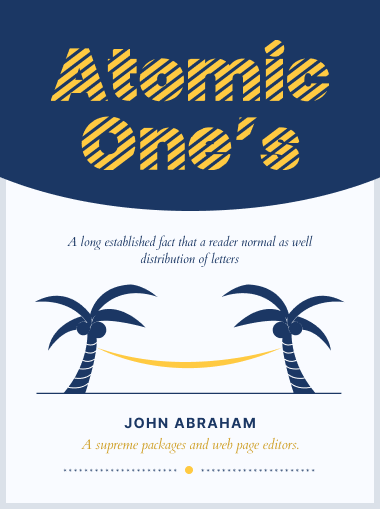 Atomic
One's
A long established fact that a reader normal as well
distribution of letters
JOHN ABRAHAM
A supreme packages and web page editors.